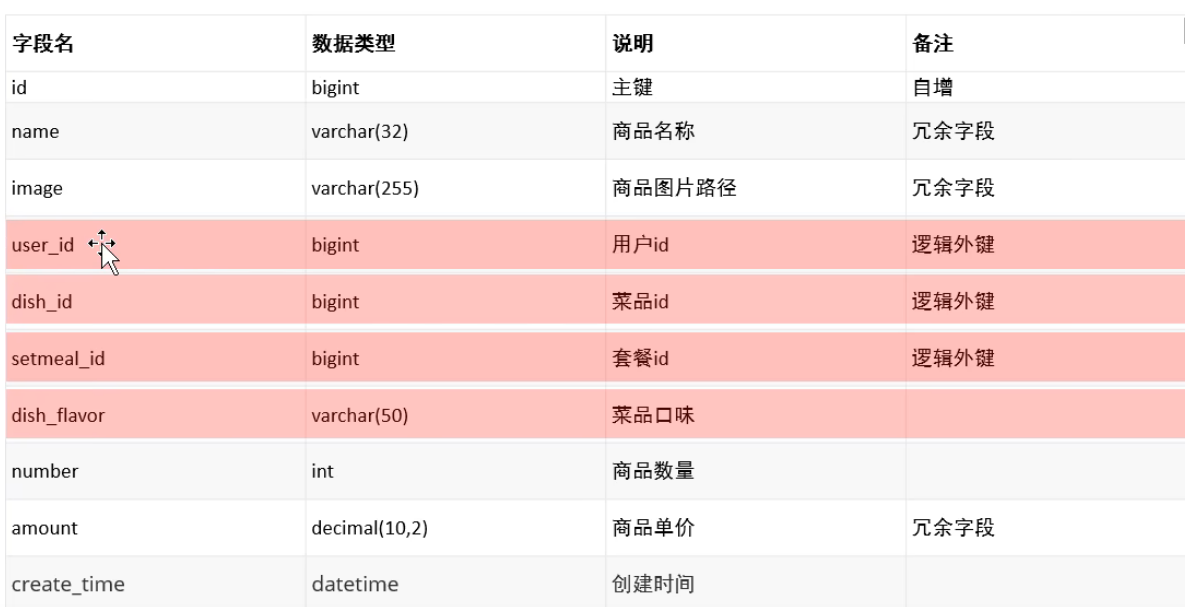 字段名 数据类型 说明 备注
id bigint 主键 自增
name varchar(32) 商品名称 冗余字段
image varchar(255) 商品图片路径 冗余字段
user_id bigint 用户id 逻辑外键
dish_id bigint 菜品id 逻辑外键
setmeal_id bigint 套餐id 逻辑外键
dish_flavor varchar(50) 菜品口味
number int 商品数量
amount decimal(10,2) 商品单价 冗余字段
create_time datetime 创建时间